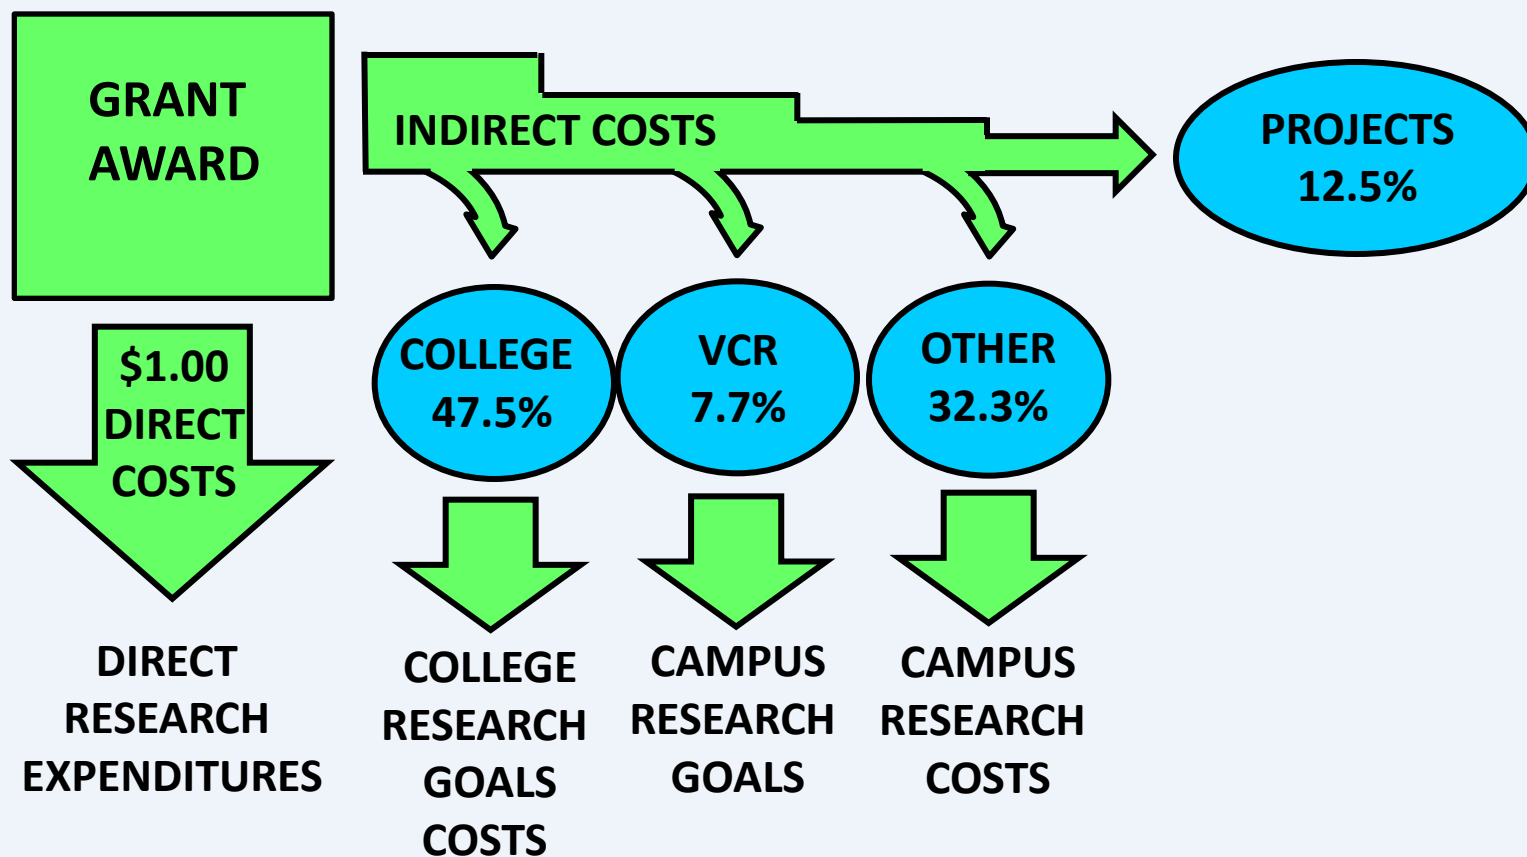 GRANT
AWARD
INDIRECT COSTS
PROJECTS
12.5%
$1.00
DIRECT
COSTS
COLLEGE
47.5%
VCR
7.7%
OTHER
32.3%
DIRECT
RESEARCH
EXPENDITURES
COLLEGE
RESEARCH
GOALS
COSTS
CAMPUS
RESEARCH
GOALS
CAMPUS
RESEARCH
COSTS